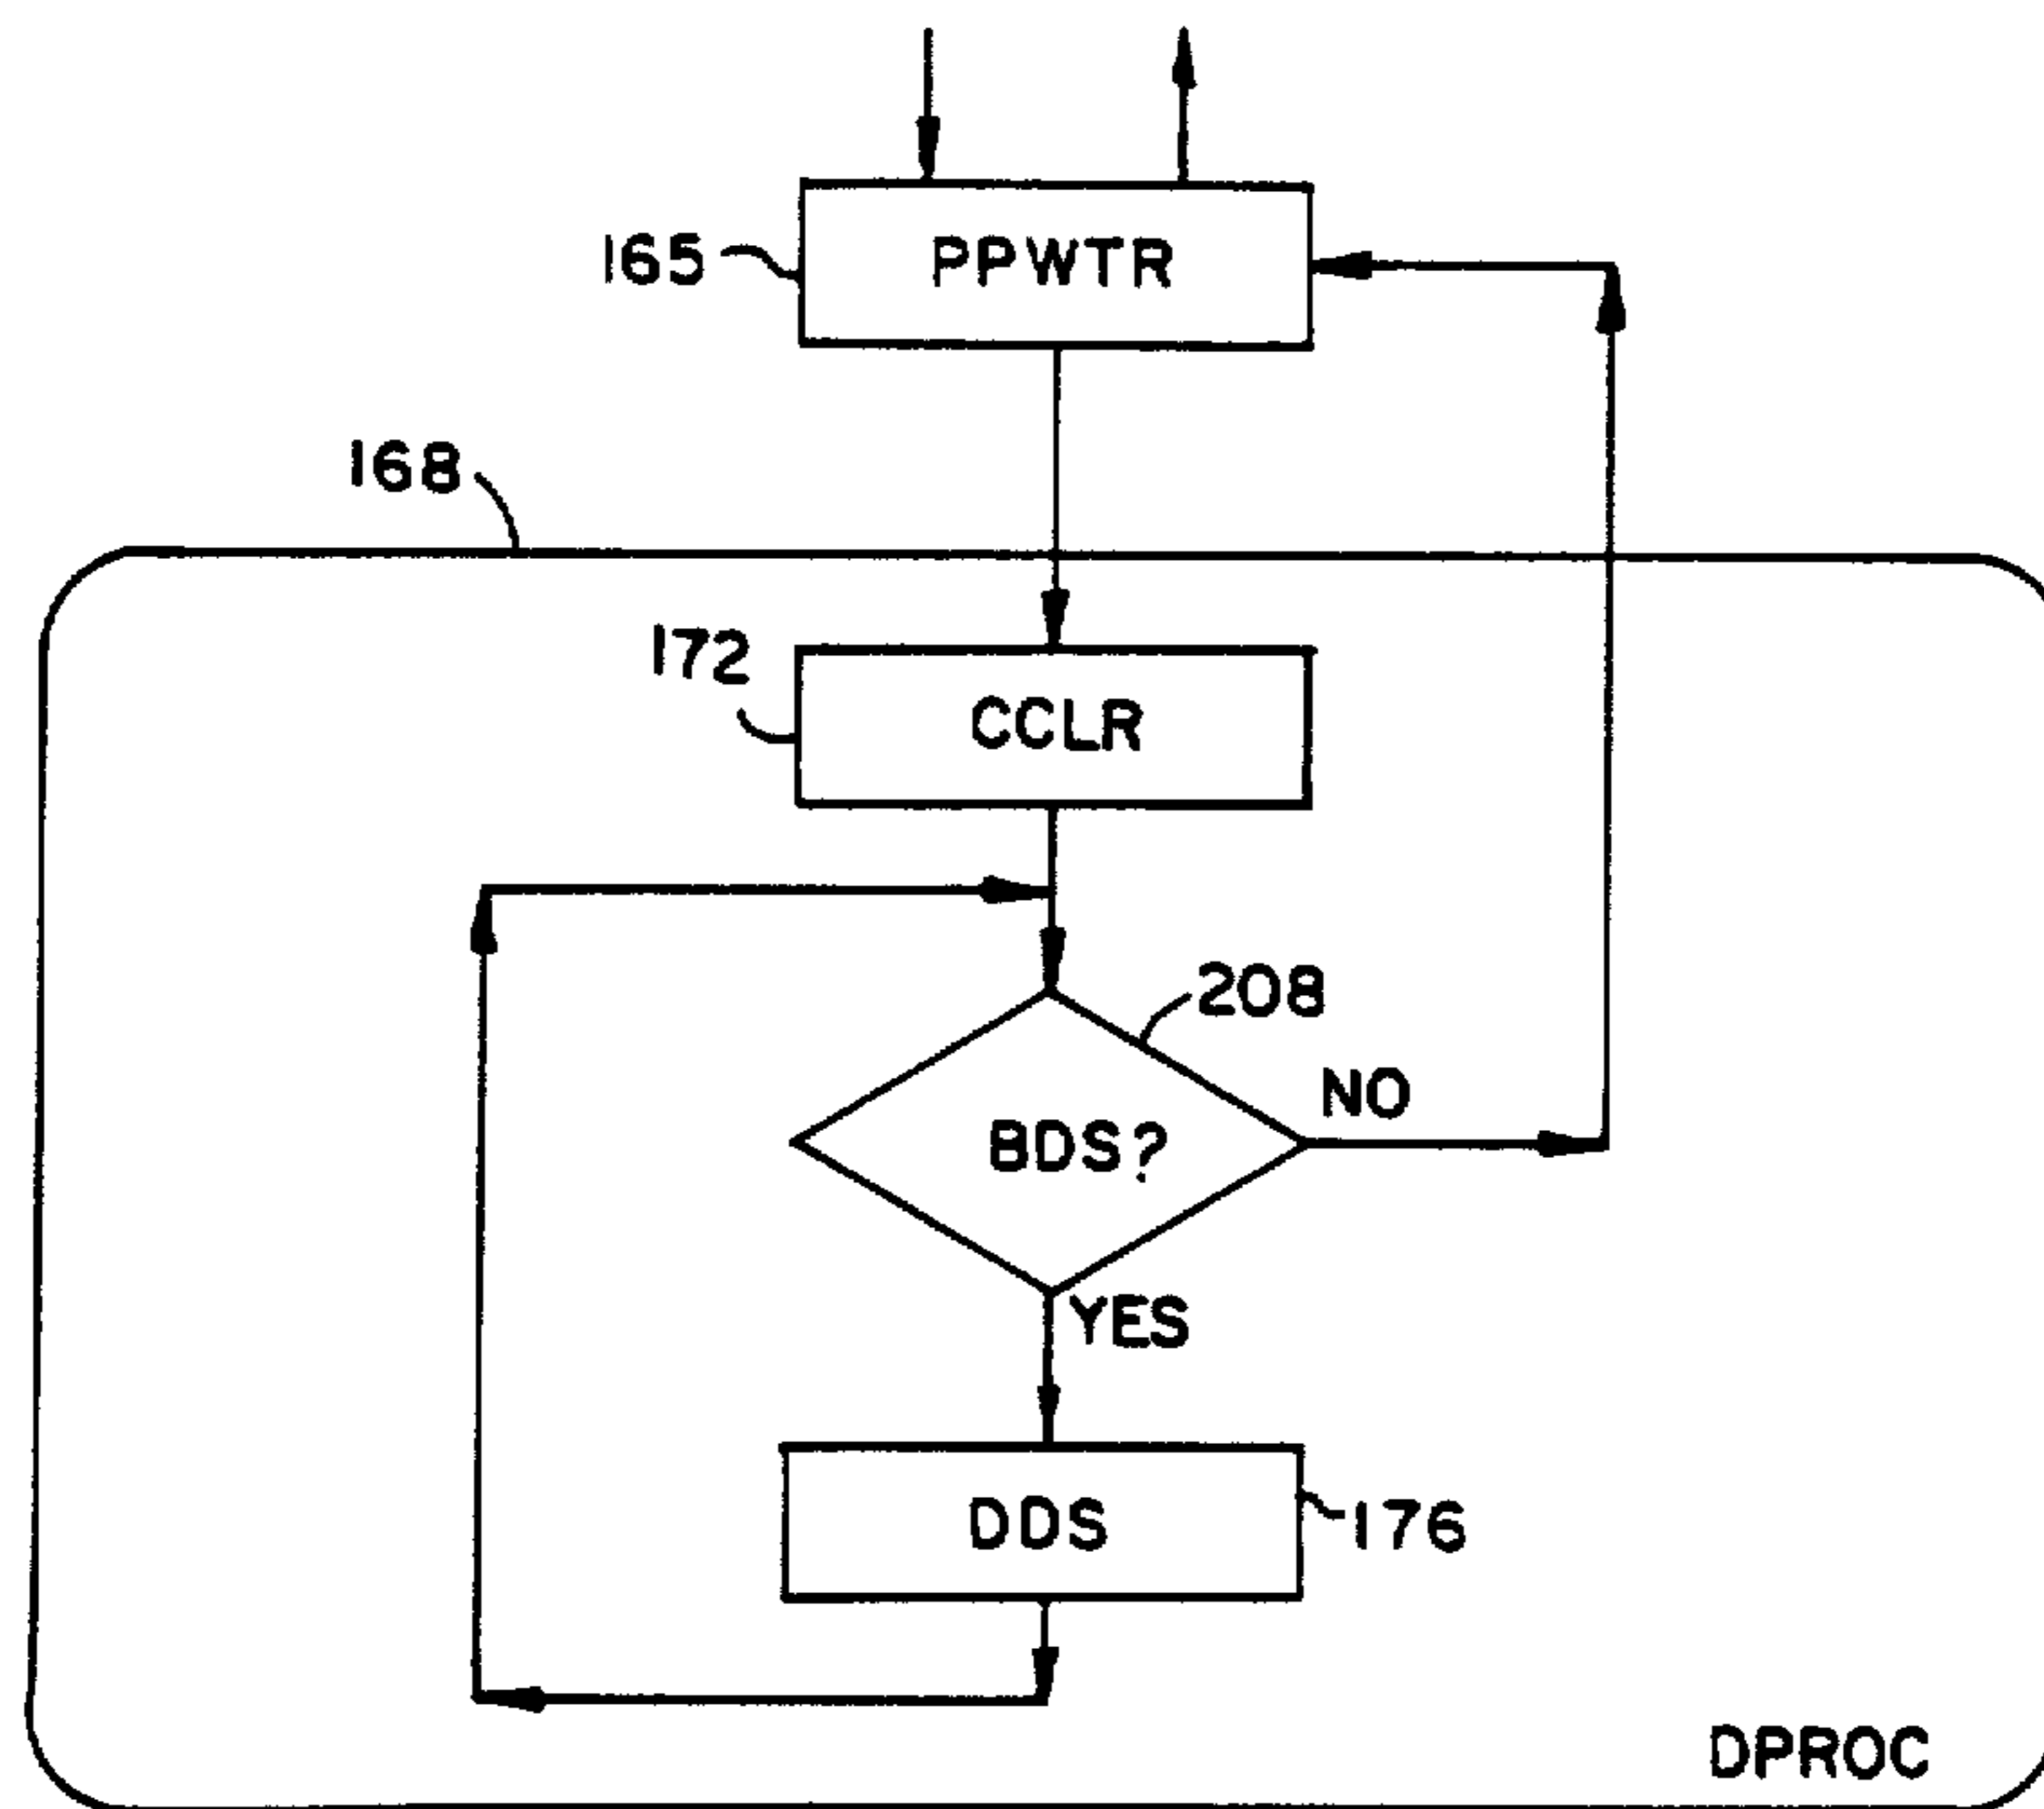 165
PPWTR
168
172
CCLR
208
NO
BDS?
YES
DDS
176
DPROC